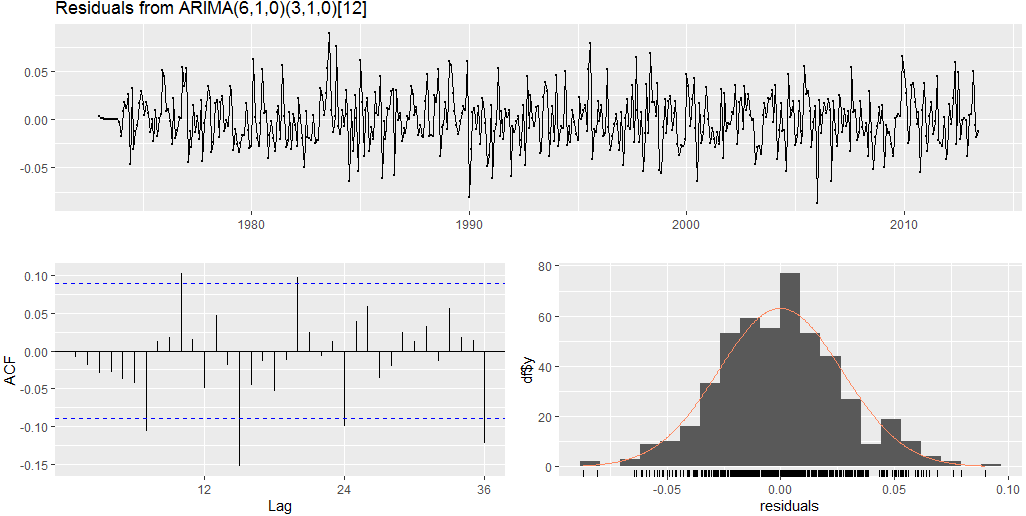 Residuals from ARIMA(6,1,0)(3,1,0)[12]
0.05
0.00
-0.05
1980 1990 2000 2010
0.10
0.05
0.00
-0.05
-0.10
-0.15
ACF
12 24 36
Lag
80
60
40
20
0
df$y
-0.05 0.00 0.05 0.10
residuals